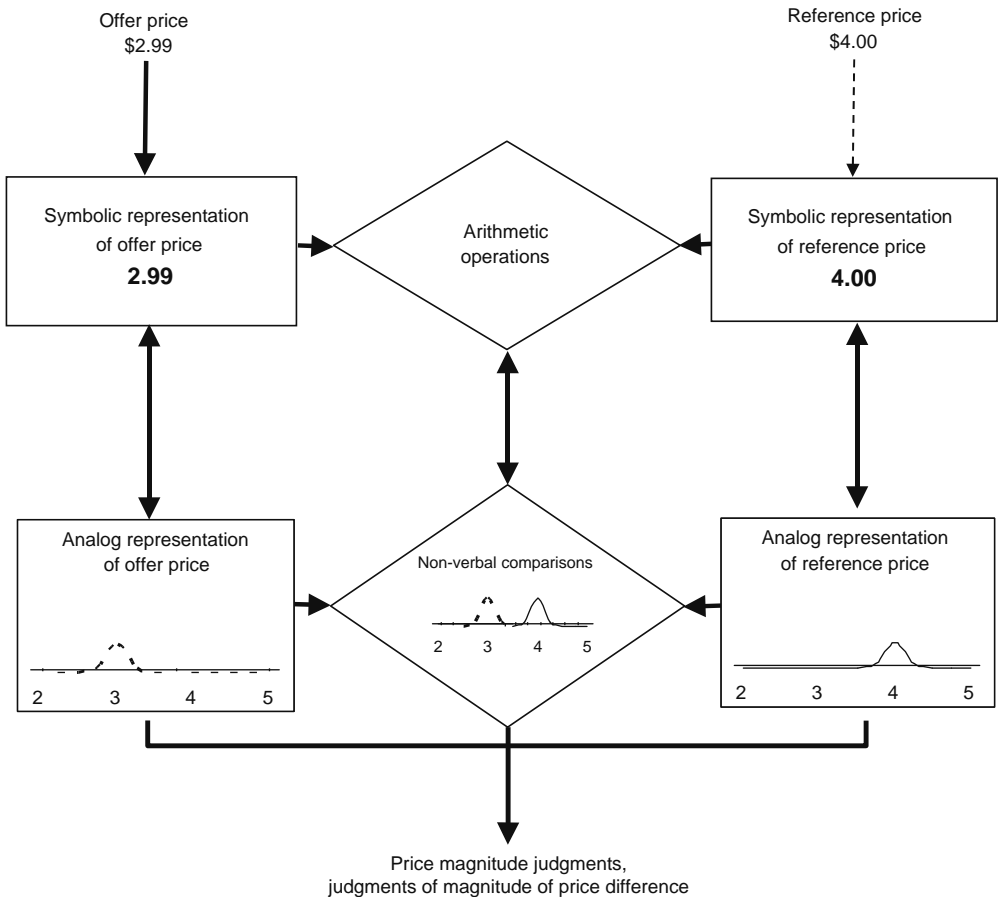 Offer price
$2.99
Reference price
$4.00
Symbolic representation
of offer price
2.99
Arithmetic
operations
Symbolic representation
of reference price
4.00
Analog representation
of offer price
2 3 4 5
Non-verbal comparisons
2 3 4 5
Analog representation
of reference price
2 3 4 5
Price magnitude judgments,
judgments of magnitude of price difference